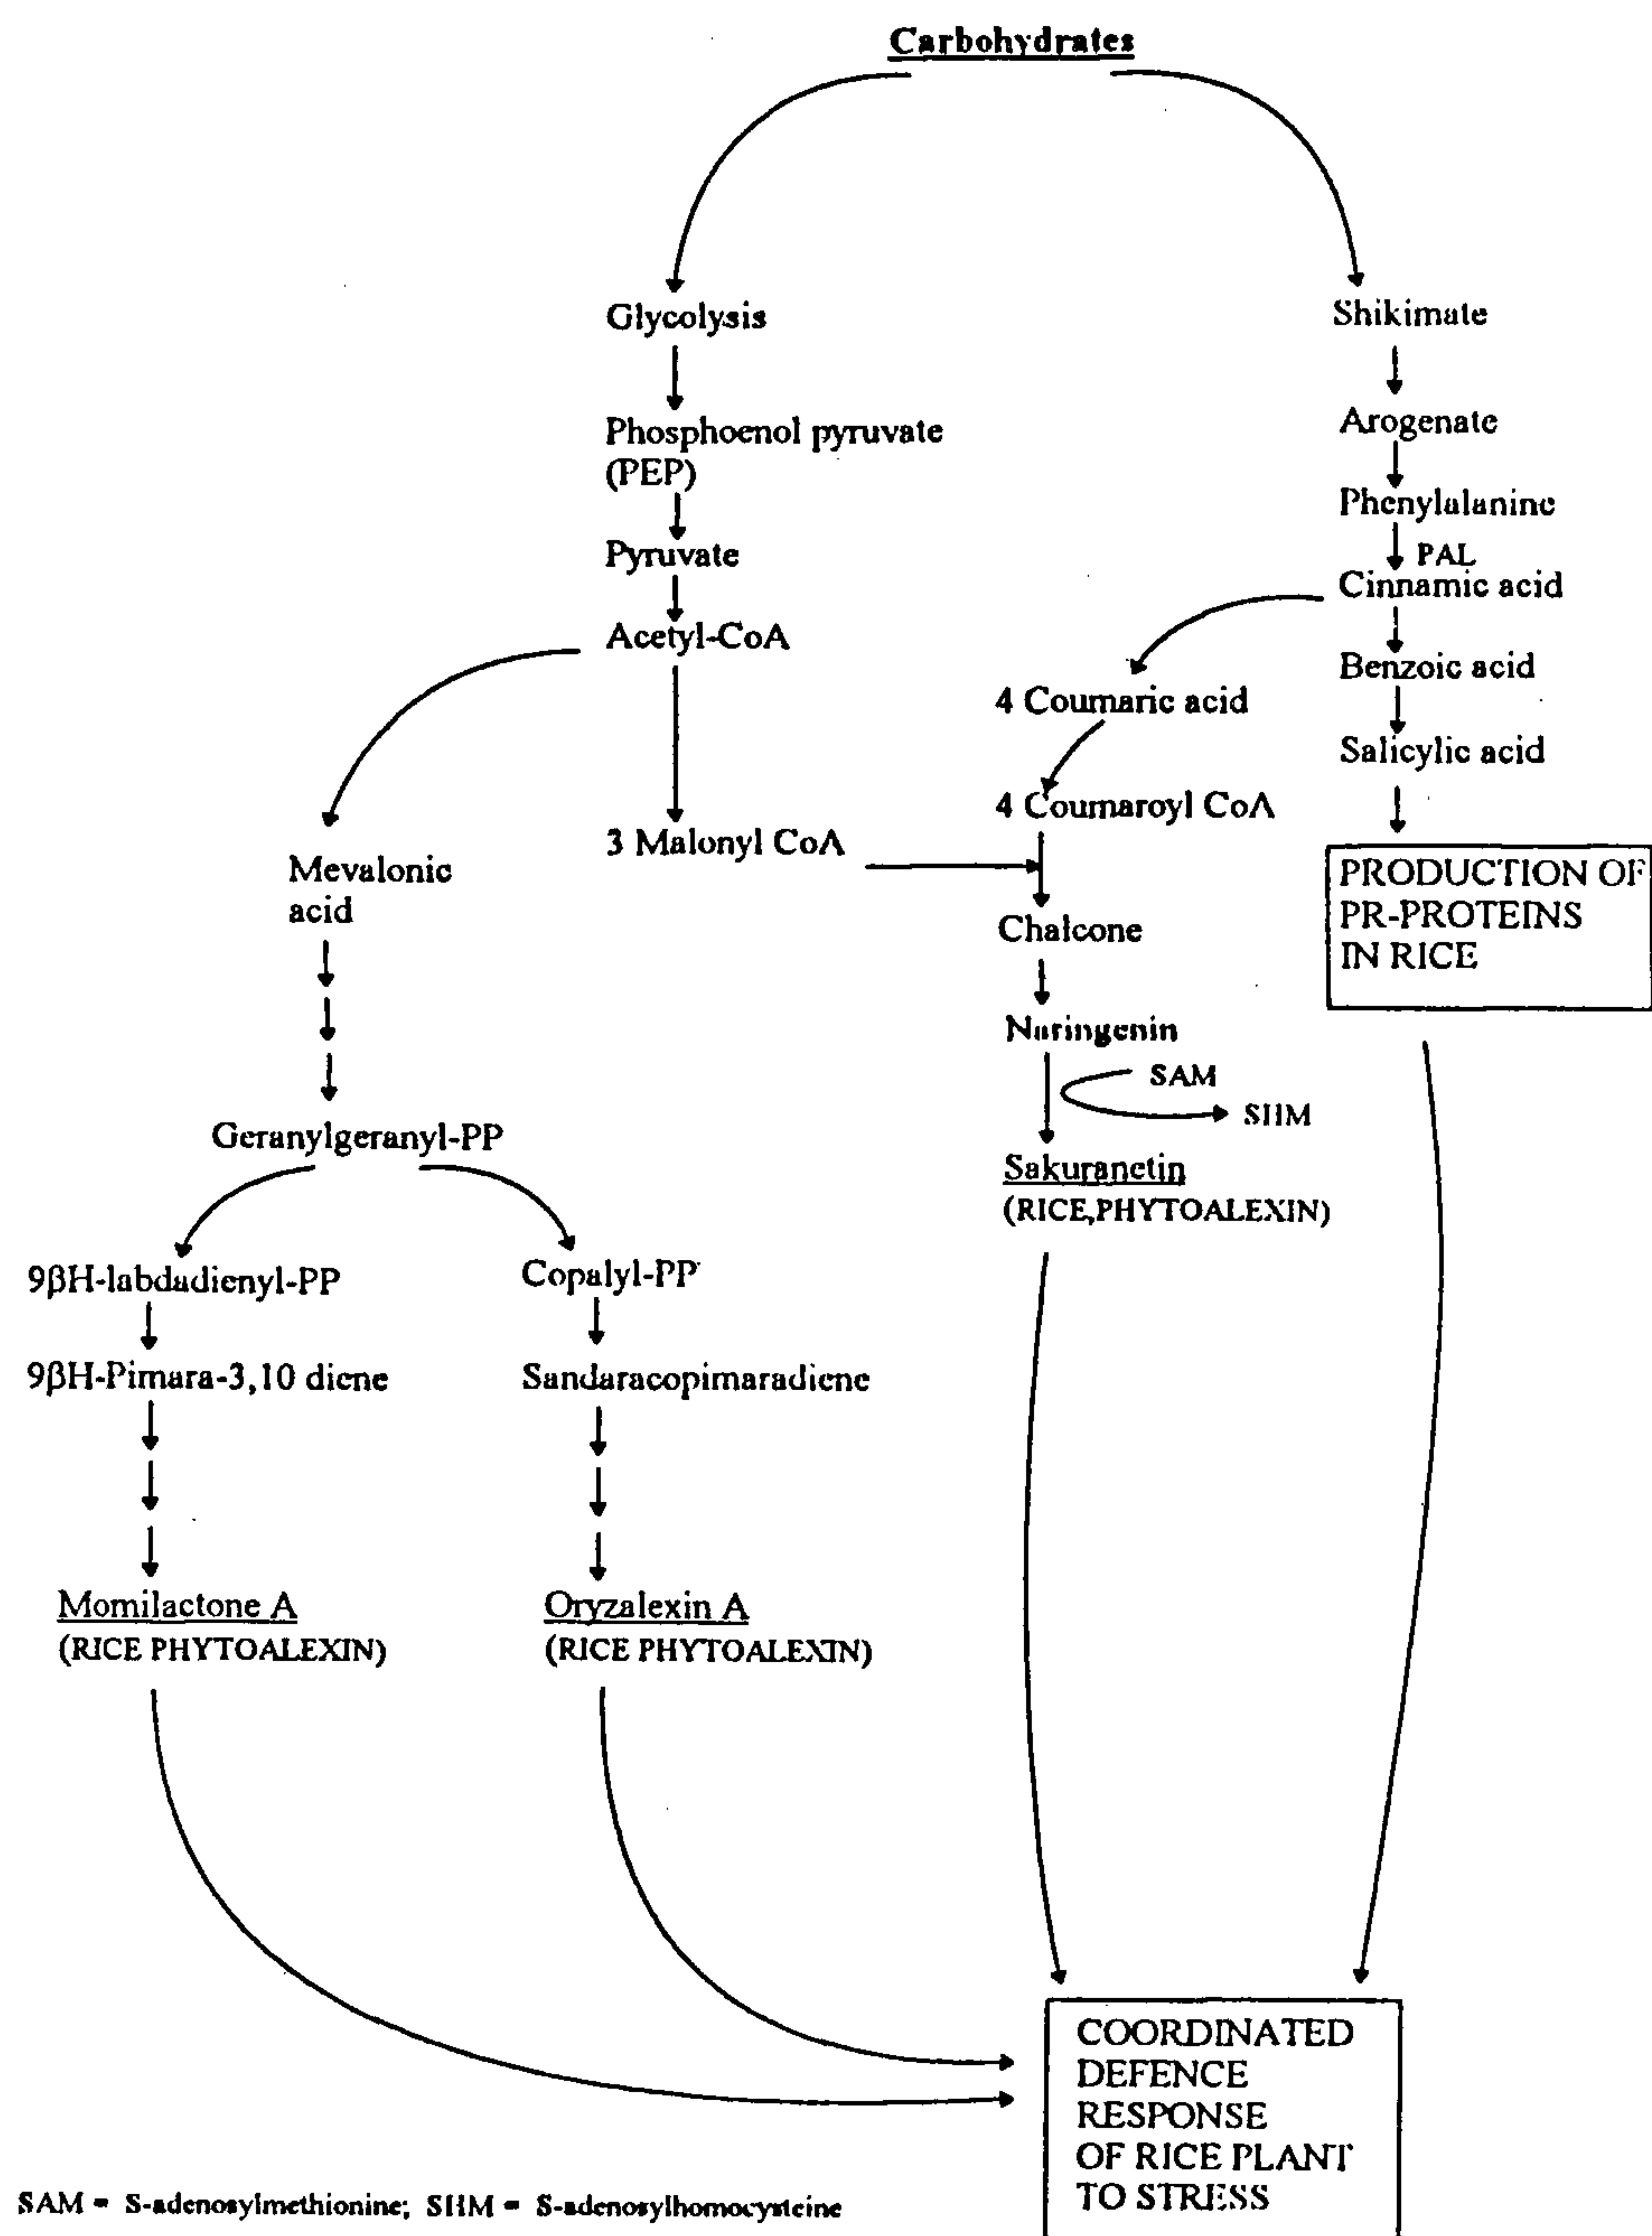 Carbohydrates
Glycolysis
Shikimate
Phosphoenol pyruvate
(PEP)
Arogenate
Phenylalanine
PAL
Pyruvate
Cinnamic acid
Acetyl-CoA
Benzoic acid
4 Coumaric acid
Salicylic acid
4 Coumaroyl CoA
3 Malonyl CoA
Mevalonic
acid
PRODUCTION OF
PR-PROTEINS
IN RICE
Chalcone
Naringenin
SAM
SHM
Geranylgeranyl-PP
Sakuranetin
(RICE,PHYTOALEXIN)
9βH-labdadienyl-PP
Copalyl-PP
9βH-Pimara-3,10 diene
Sandaracopimaradiene
Momilactone A
(RICE PHYTOALEXIN)
Oryzalexin A
(RICE PHYTOALEXIN)
COORDINATED
DEFENCE
RESPONSE
OF RICE PLANT
TO STRESS
SAM = S-adenosylmethionine; SHM = S-adenosylhomocysteine